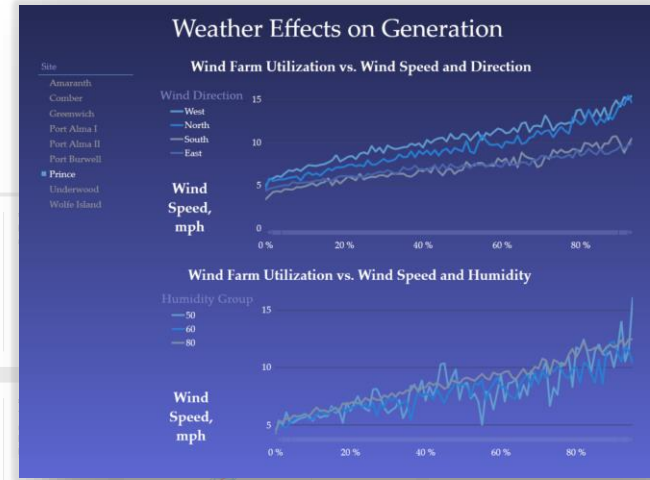 Weather Effects on Generation
Site
Amaranth
Comber
Greenwich
Port Alma I
Port Alma II
Port Burwell
Prince
Underwood
Wolfe Island
Wind Farm Utilization vs. Wind Speed and Direction
Wind Direction
West
North
South
East
Wind
Speed,
mph
15
10
5
0
0 % 20 % 40 % 60 % 80 %
Wind Farm Utilization vs. Wind Speed and Humidity
Humidity Group
50
60
80
Wind
Speed,
mph
15
10
5
0 % 20 % 40 % 60 % 80 %